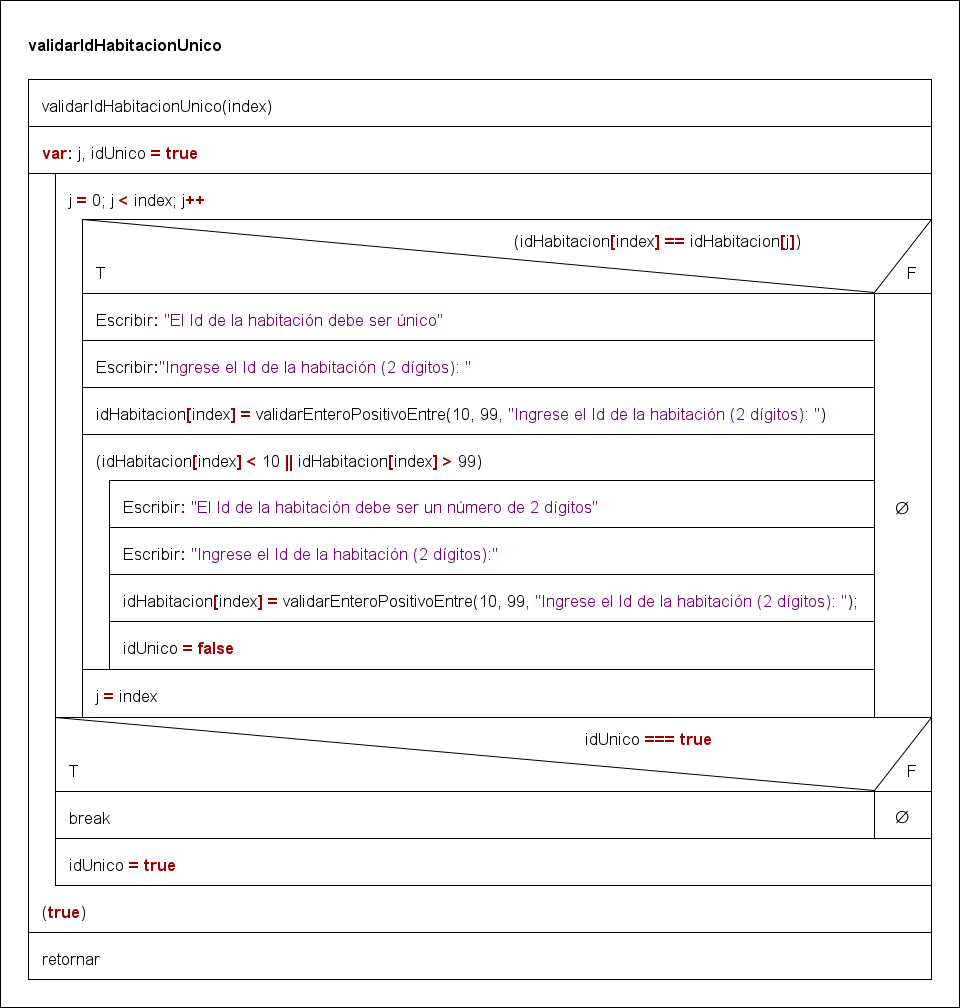 validarIdHabitacionUnico
validarIdHabitacionUnico(index)
var: j, idUnico = true
j = 0; j < index; j++
(idHabitacion[index] == idHabitacion[j])
T
F
Escribir: "El Id de la habitación debe ser único"
Escribir:"Ingrese el Id de la habitación (2 dígitos): "
idHabitacion[index] = validarEnteroPositivoEntre(10, 99, "Ingrese el Id de la habitación (2 dígitos): ")
(idHabitacion[index] < 10 || idHabitacion[index] > 99)
Escribir: "El Id de la habitación debe ser un número de 2 dígitos"
∅
Escribir: "Ingrese el Id de la habitación (2 dígitos):"
idHabitacion[index] = validarEnteroPositivoEntre(10, 99, "Ingrese el Id de la habitación (2 dígitos): ");
idUnico = false
j = index
idUnico === true
T
F
break
∅
idUnico = true
(true)
retornar